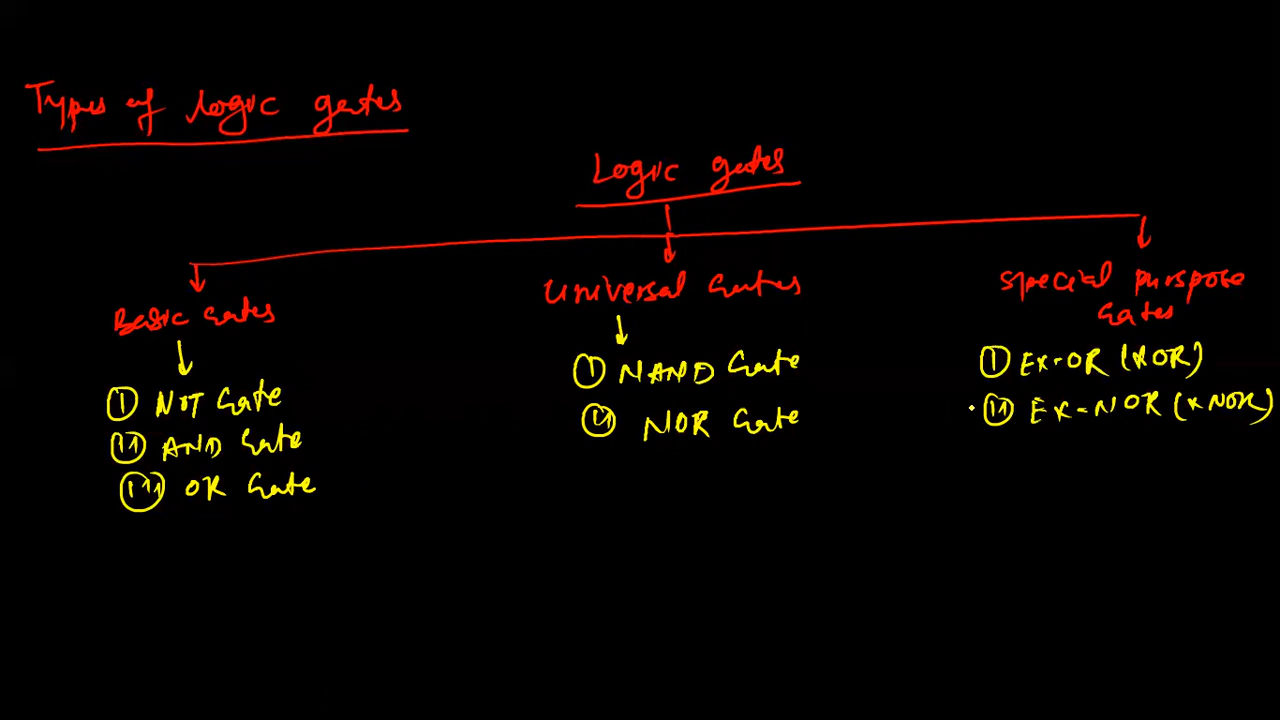 Types of logic gates
Logic gates
Basic Gates
(i) NOT Gate
(ii) AND Gate
(iii) OR Gate
Universal Gates
(i) NAND Gate
(ii) NOR Gate
special purspose
Gates
(i) EX-OR (XOR)
(ii) EX-NOR (XNOR)